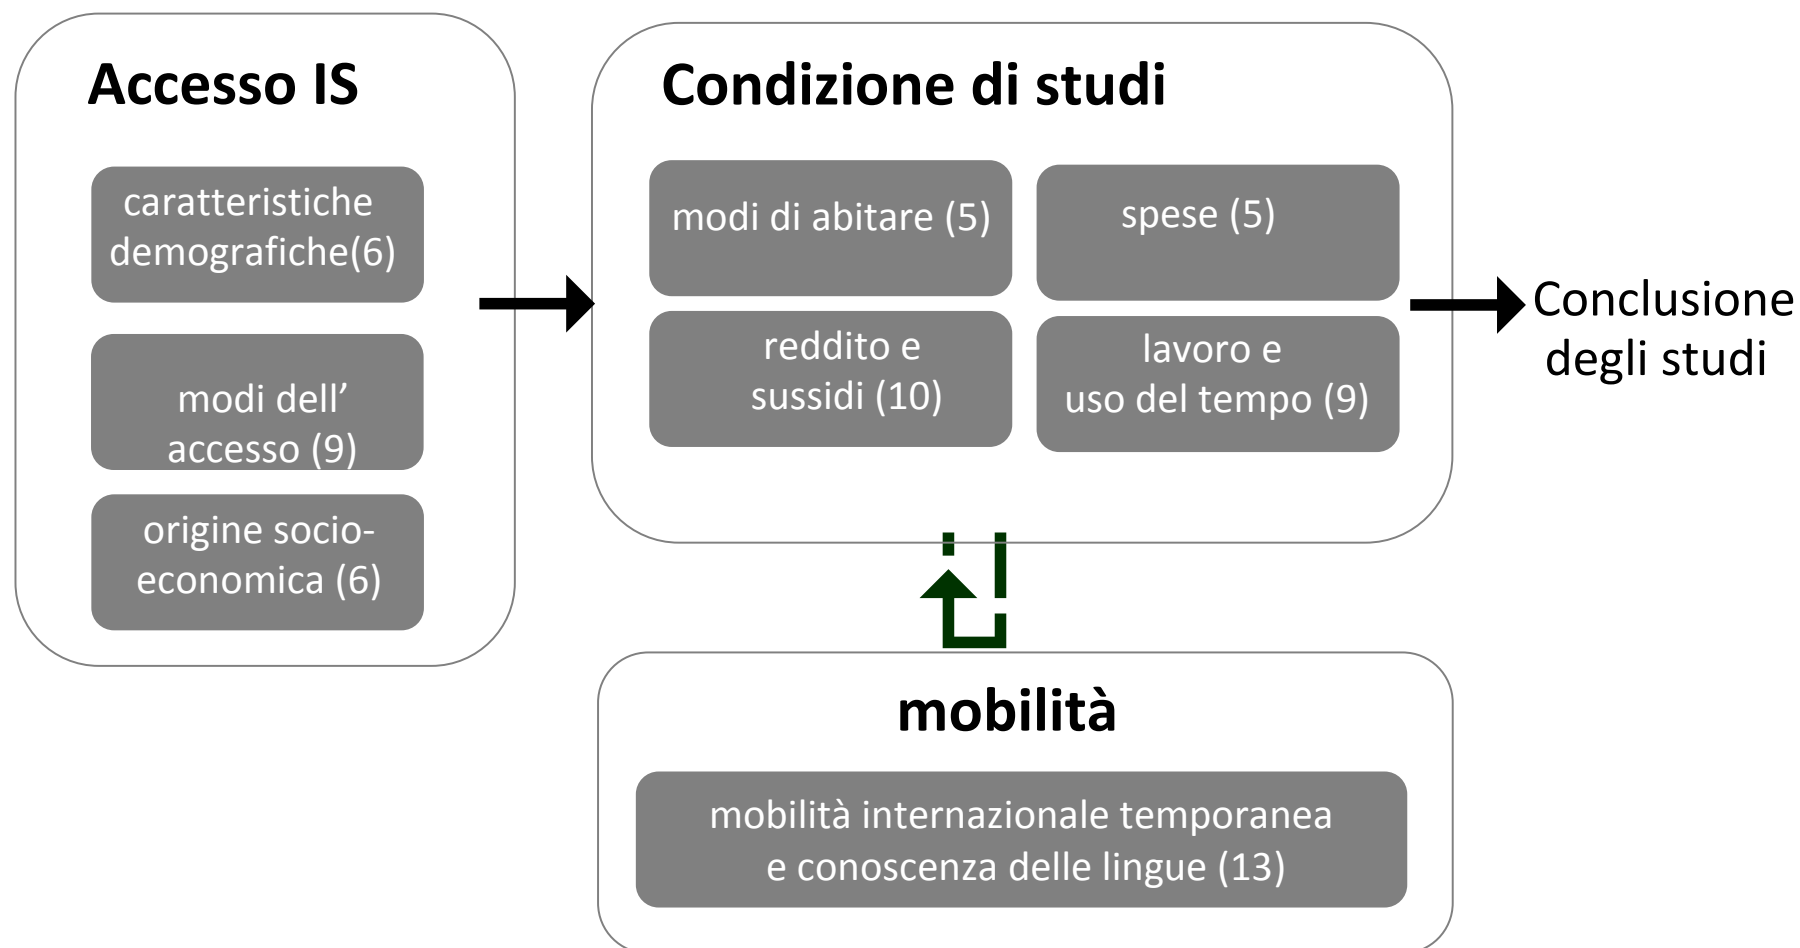 Accesso IS
caratteristiche
demografiche(6)
modi dell’
accesso (9)
origine socio-
economica (6)
Condizione di studi
modi di abitare (5)
spese (5)
reddito e
sussidi (10)
lavoro e
uso del tempo (9)
Conclusione
degli studi
mobilità
mobilità internazionale temporanea
e conoscenza delle lingue (13)